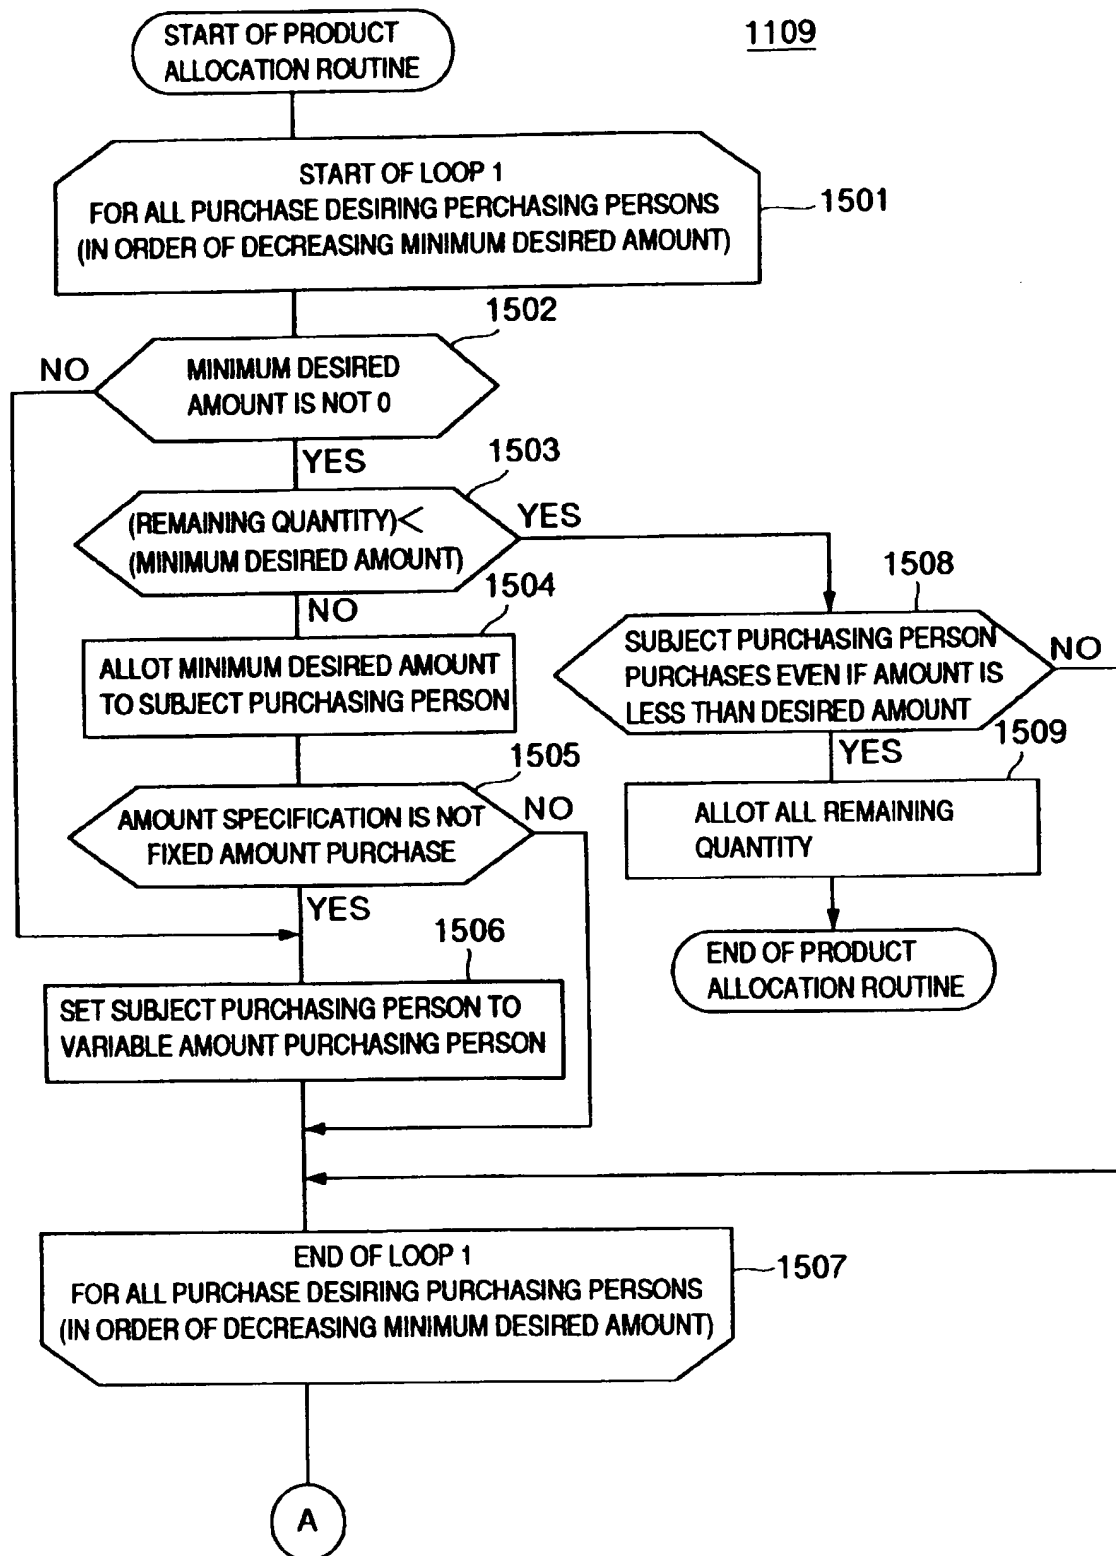 1109
START OF PRODUCT
ALLOCATION ROUTINE
START OF LOOP 1
FOR ALL PURCHASE DESIRING PERCHASING PERSONS
(IN ORDER OF DECREASING MINIMUM DESIRED AMOUNT)
1501
1502
NO
MINIMUM DESIRED
AMOUNT IS NOT 0
YES
1503
(REMAINING QUANTITY)<
(MINIMUM DESIRED AMOUNT)
YES
NO
1504
ALLOT MINIMUM DESIRED AMOUNT
TO SUBJECT PURCHASING PERSON
1508
SUBJECT PURCHASING PERSON
PURCHASES EVEN IF AMOUNT IS
LESS THAN DESIRED AMOUNT
NO
YES
1505
AMOUNT SPECIFICATION IS NOT
FIXED AMOUNT PURCHASE
NO
YES
1509
ALLOT ALL REMAINING
QUANTITY
1506
SET SUBJECT PURCHASING PERSON TO
VARIABLE AMOUNT PURCHASING PERSON
END OF PRODUCT
ALLOCATION ROUTINE
END OF LOOP 1
FOR ALL PURCHASE DESIRING PURCHASING PERSONS
(IN ORDER OF DECREASING MINIMUM DESIRED AMOUNT)
1507
A